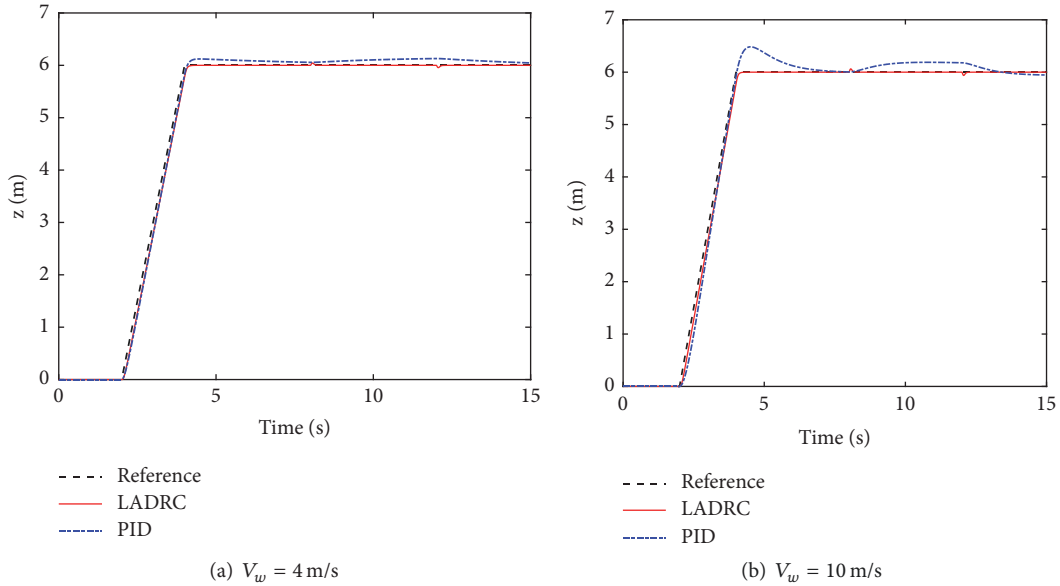 7
6
5
4
3
2
1
0
z (m)
0 5 10 15
Time (s)
Reference
LADRC
PID
(a) V_w = 4 m/s
7
6
5
4
3
2
1
0
z (m)
0 5 10 15
Time (s)
Reference
LADRC
PID
(b) V_w = 10 m/s